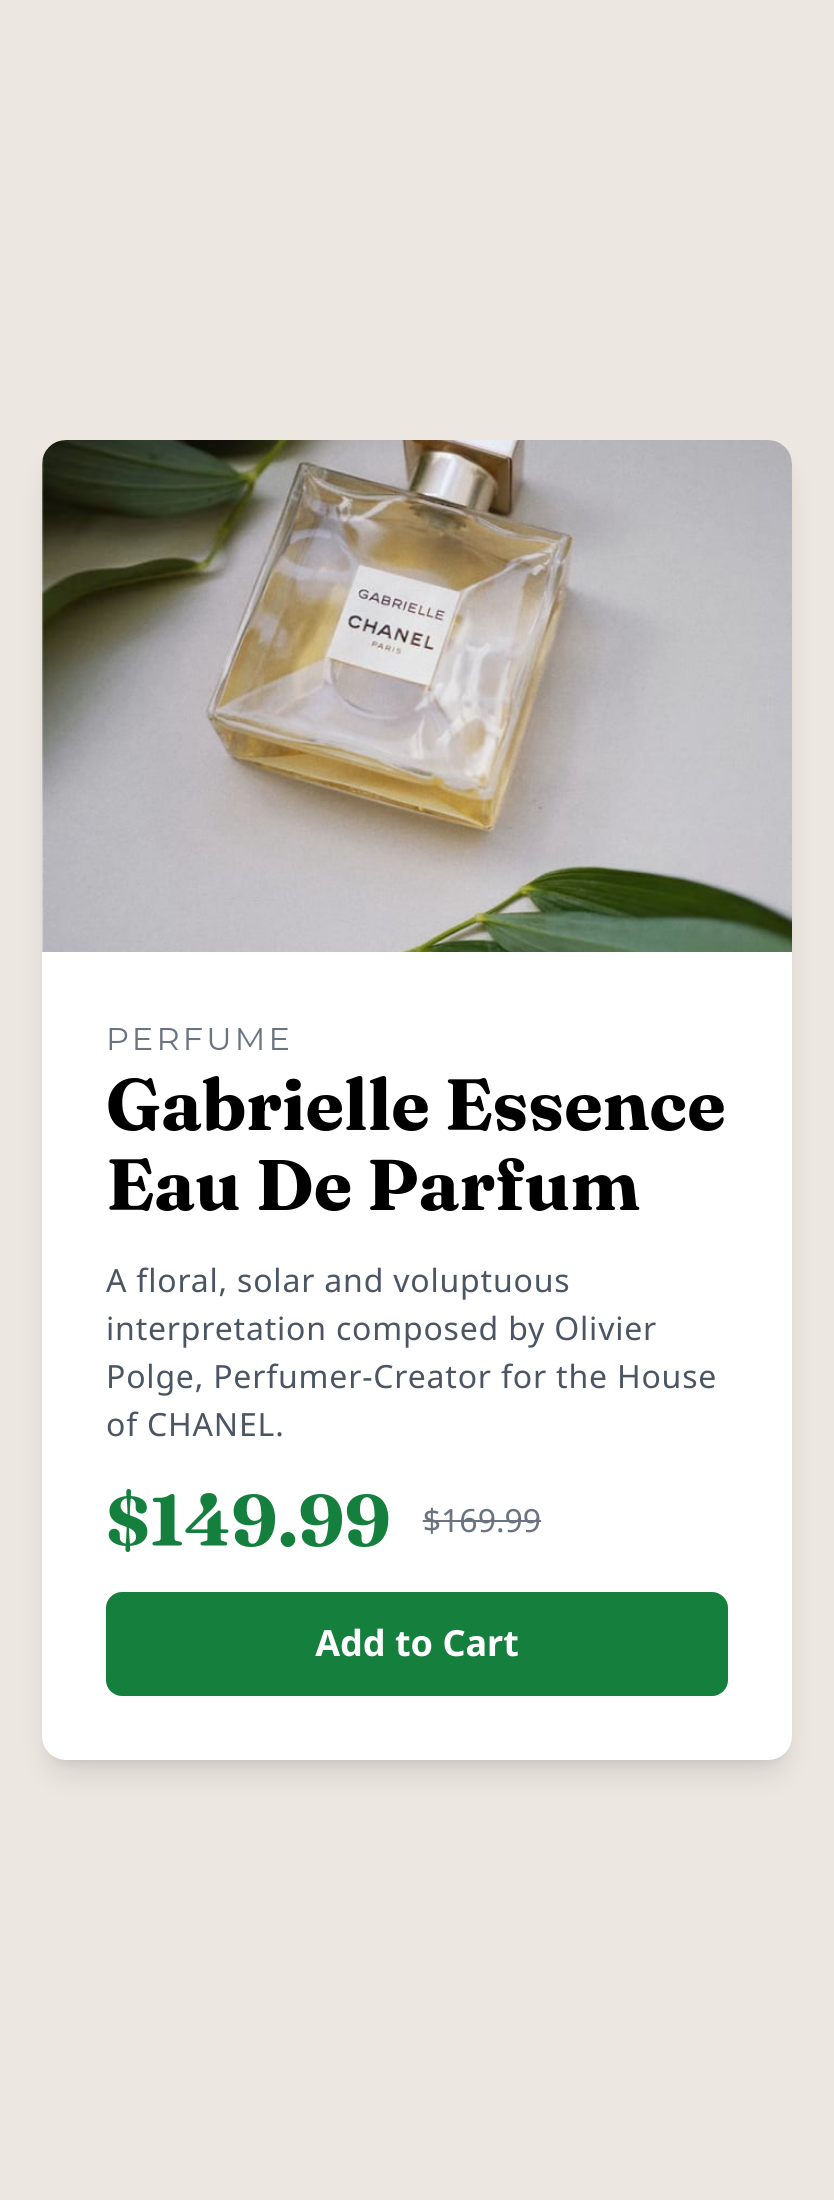 GABRIELLE
CHANEL
PARIS
PERFUME
Gabrielle Essence
Eau De Parfum
A floral, solar and voluptuous
interpretation composed by Olivier
Polge, Perfumer-Creator for the House
of CHANEL.
$149.99 $169.99
Add to Cart